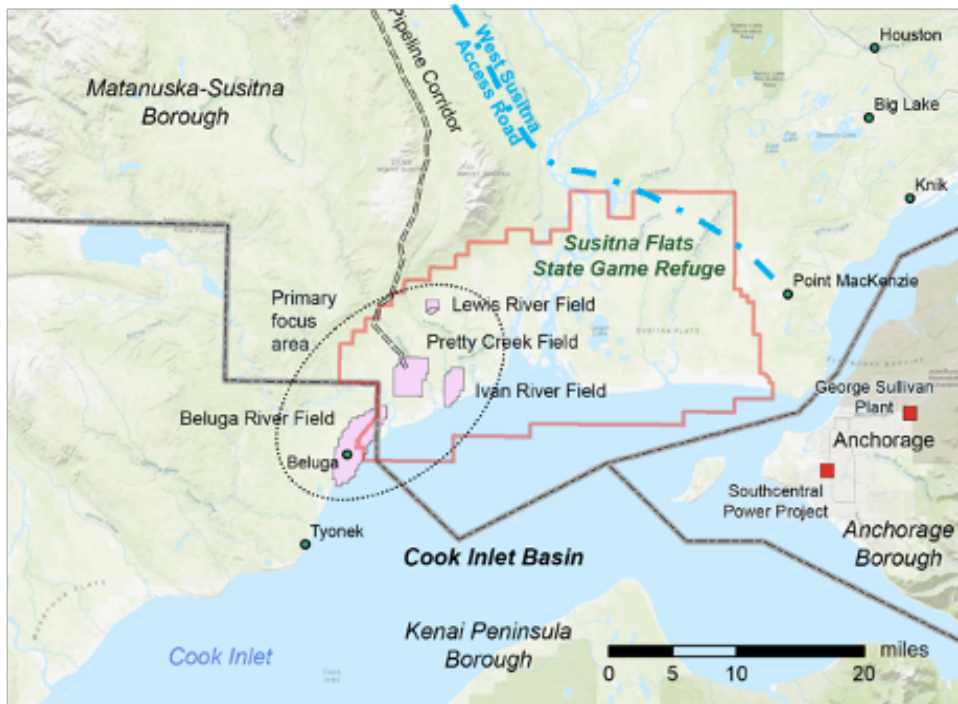 Houston
Matanuska-Susitna
Borough
Pipeline Corridor
West Susitna
Access Road
Big Lake
Knik
Susitna Flats
State Game Refuge
Point MacKenzie
Primary
focus
area
Lewis River Field
SUSITNA FLATS
Pretty Creek Field
Ivan River Field
George Sullivan
Plant
Beluga River Field
Anchorage
Beluga
Southcentral
Power Project
Tyonek
Anchorage
Borough
Cook Inlet Basin
Kenai Peninsula
Borough
Cook Inlet
miles
0 5 10 20